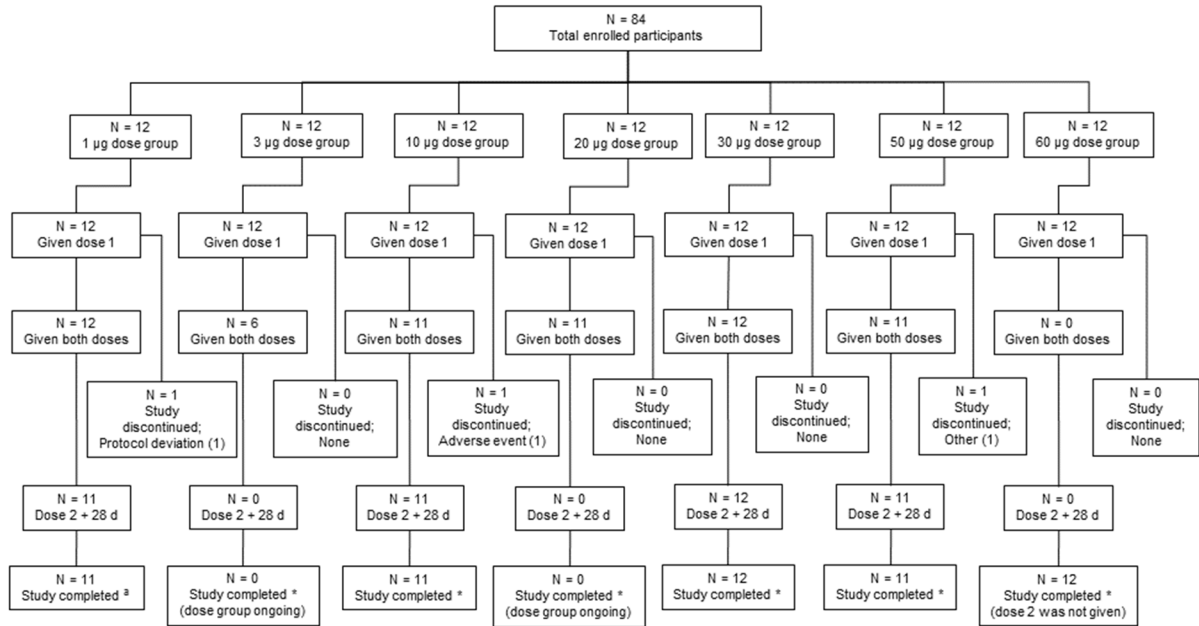 N = 84
Total enrolled participants
N = 12
1 µg dose group
N = 12
3 µg dose group
N = 12
10 µg dose group
N = 12
20 µg dose group
N = 12
30 µg dose group
N = 12
50 µg dose group
N = 12
60 µg dose group
N = 12
Given dose 1
N = 12
Given dose 1
N = 12
Given dose 1
N = 12
Given dose 1
N = 12
Given dose 1
N = 12
Given dose 1
N = 12
Given dose 1
N = 12
Given both doses
N = 6
Given both doses
N = 11
Given both doses
N = 11
Given both doses
N = 12
Given both doses
N = 11
Given both doses
N = 0
Given both doses
N = 1
Study
discontinued;
Protocol deviation (1)
N = 0
Study
discontinued;
None
N = 1
Study
discontinued;
Adverse event (1)
N = 0
Study
discontinued;
None
N = 0
Study
discontinued;
None
N = 1
Study
discontinued;
Other (1)
N = 0
Study
discontinued;
None
N = 11
Dose 2 + 28 d
N = 0
Dose 2 + 28 d
N = 11
Dose 2 + 28 d
N = 0
Dose 2 + 28 d
N = 12
Dose 2 + 28 d
N = 11
Dose 2 + 28 d
N = 0
Dose 2 + 28 d
N = 11
Study completed ª
N = 0
Study completed *
(dose group ongoing)
N = 11
Study completed *
N = 0
Study completed *
(dose group ongoing)
N = 12
Study completed *
N = 11
Study completed *
N = 12
Study completed *
(dose 2 was not given)